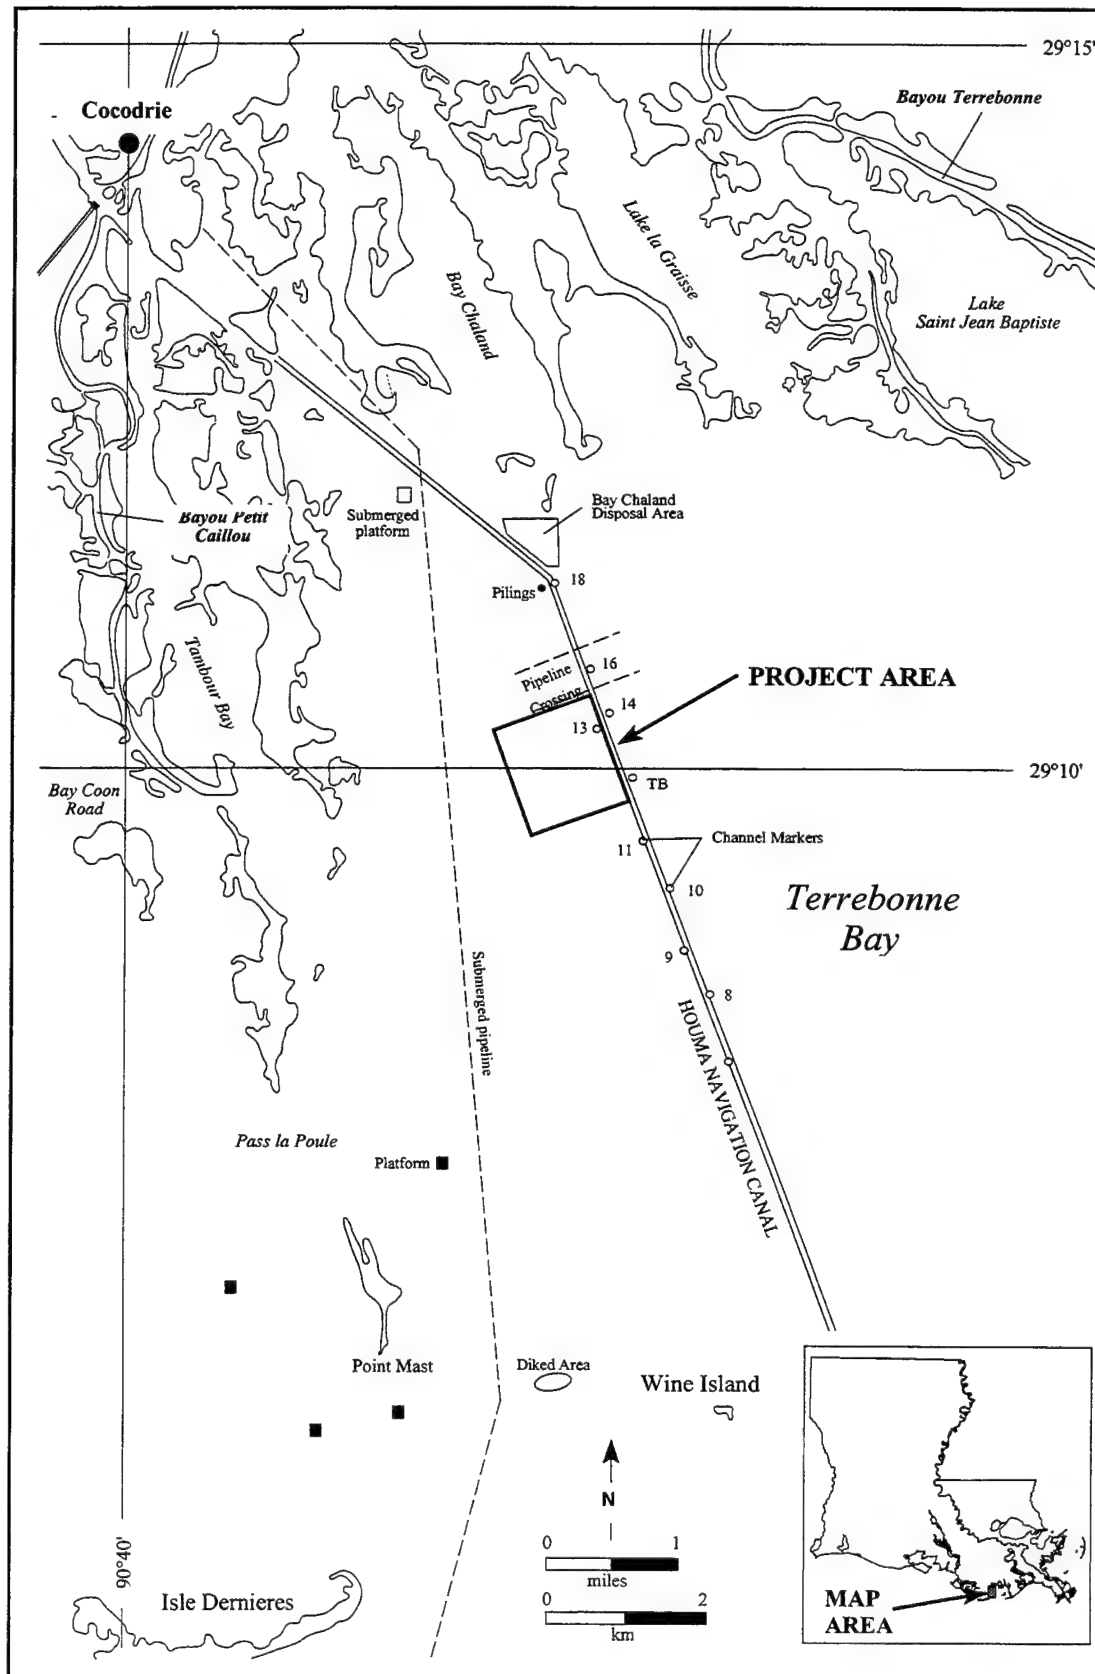 29°15'
Cocodrie
Bayou Terrebonne
Lake la Graisse
Bay Chaland
Lake
Saint Jean Baptiste
Bay Chaland
Disposal Area
Submerged
platform
Bayou Petit
Caillou
18
Pilings
Tambour Bay
16
Pipeline
Crossing
PROJECT AREA
14
13
29°10'
TB
Bay Coon
Road
Channel Markers
11
10
Terrebonne
Bay
9
8
Submerged pipeline
HOUMA NAVIGATION CANAL
Pass la Poule
Platform
Point Mast
Diked Area
Wine Island
N
0 1
miles
0 2
km
90°40'
Isle Dernieres
MAP
AREA